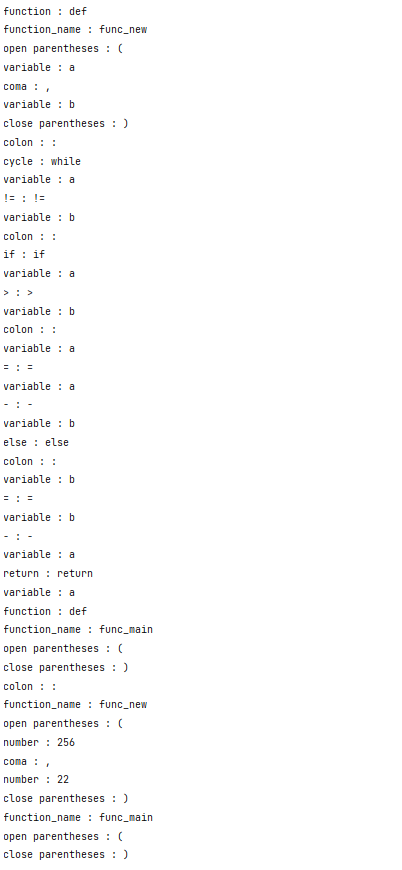 function : def
function_name : func_new
open parentheses : (
variable : a
coma : ,
variable : b
close parentheses : )
colon : :
cycle : while
variable : a
!= : !=
variable : b
colon : :
if : if
variable : a
> : >
variable : b
colon : :
variable : a
= : =
variable : a
- : -
variable : b
else : else
colon : :
variable : b
= : =
variable : b
- : -
variable : a
return : return
variable : a
function : def
function_name : func_main
open parentheses : (
close parentheses : )
colon : :
function_name : func_new
open parentheses : (
number : 256
coma : ,
number : 22
close parentheses : )
function_name : func_main
open parentheses : (
close parentheses : )